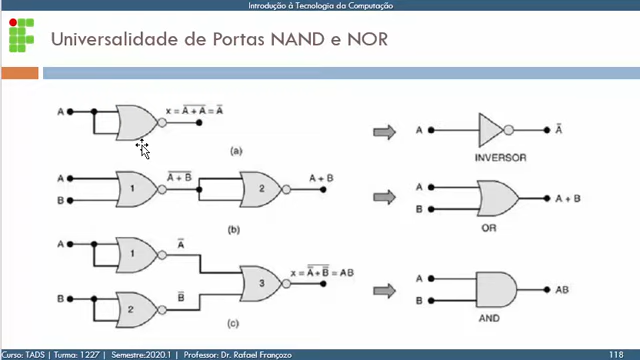 Introdução à Tecnologia da Computação
Universalidade de Portas NAND e NOR
A
x = A+A = A
(a)
A
Ā
INVERSOR
A
B
1
A+B
2
A + B
(b)
A
B
A + B
OR
A
1
Ā
B
2
B̄
3
x = Ā+B̄ = AB
(c)
A
B
AB
AND
Curso: TADS | Turma: 1227 | Semestre:2020.1 | Professor: Dr. Rafael Françozo
118